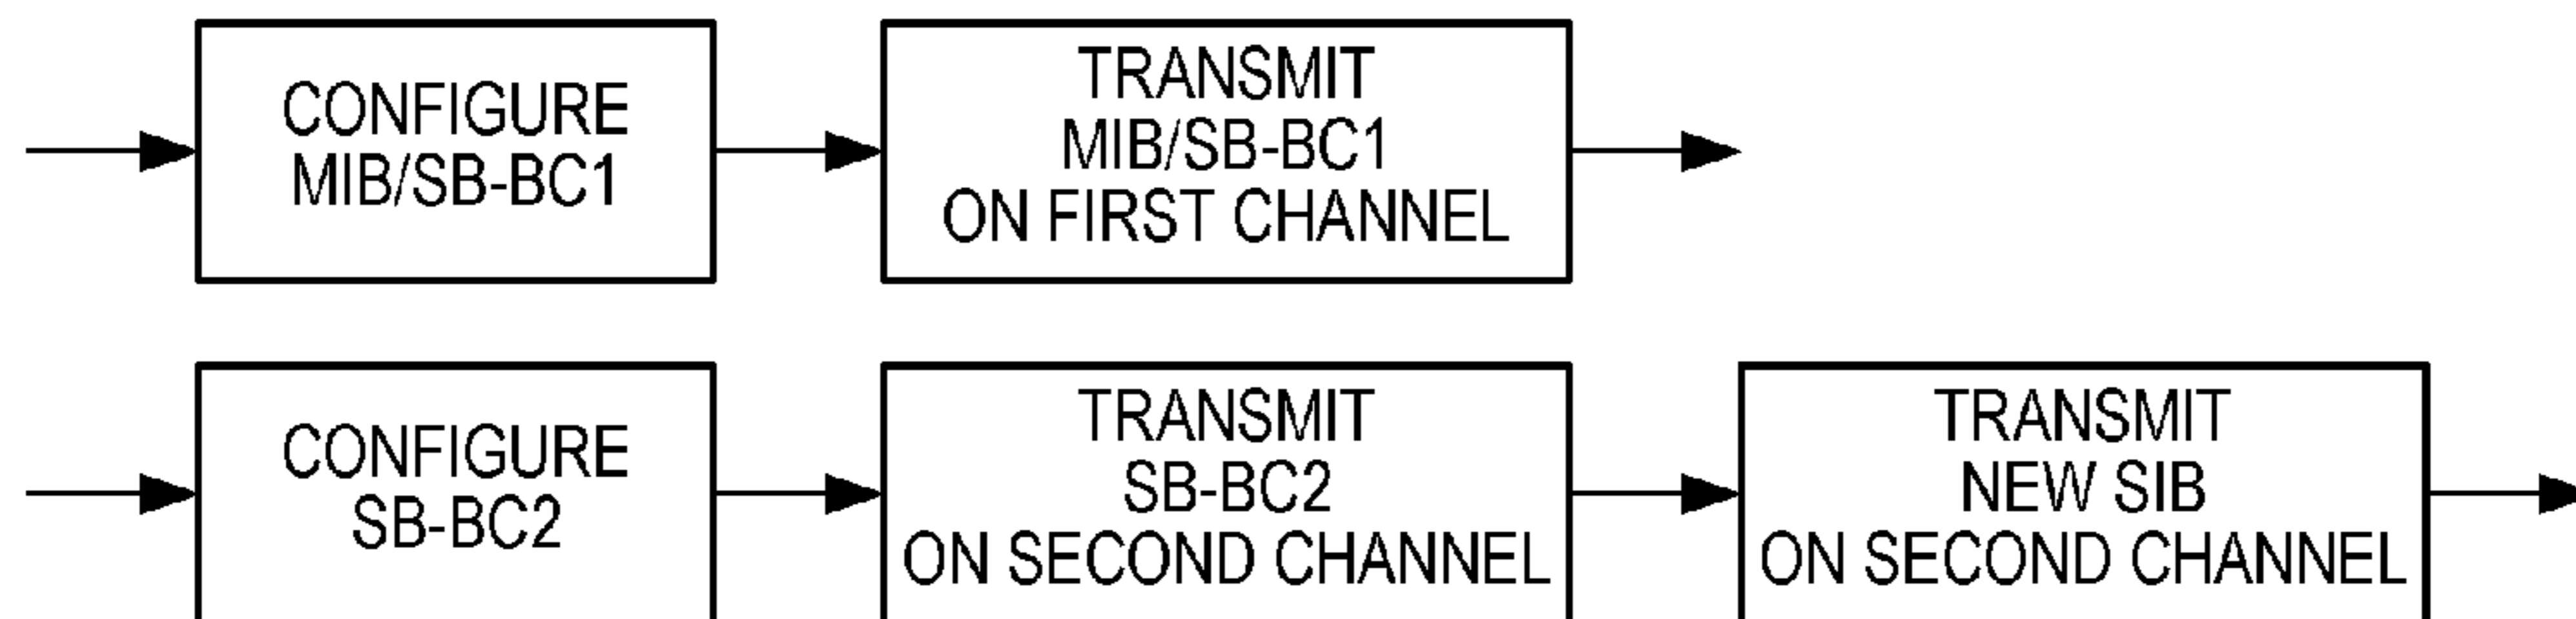 CONFIGURE
MIB/SB-BC1
TRANSMIT
MIB/SB-BC1
ON FIRST CHANNEL
CONFIGURE
SB-BC2
TRANSMIT
SB-BC2
ON SECOND CHANNEL
TRANSMIT
NEW SIB
ON SECOND CHANNEL